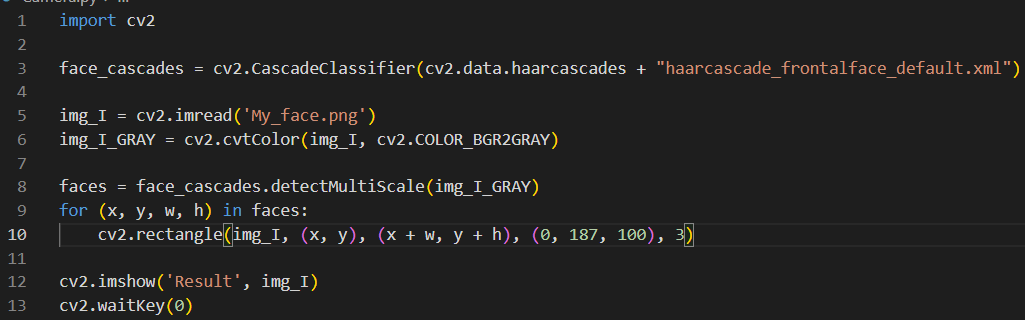 Camera.py > ...
1 import cv2
2
3 face_cascades = cv2.CascadeClassifier(cv2.data.haarcascades + "haarcascade_frontalface_default.xml")
4
5 img_I = cv2.imread('My_face.png')
6 img_I_GRAY = cv2.cvtColor(img_I, cv2.COLOR_BGR2GRAY)
7
8 faces = face_cascades.detectMultiScale(img_I_GRAY)
9 for (x, y, w, h) in faces:
10     cv2.rectangle(img_I, (x, y), (x + w, y + h), (0, 187, 100), 3)
11
12 cv2.imshow('Result', img_I)
13 cv2.waitKey(0)